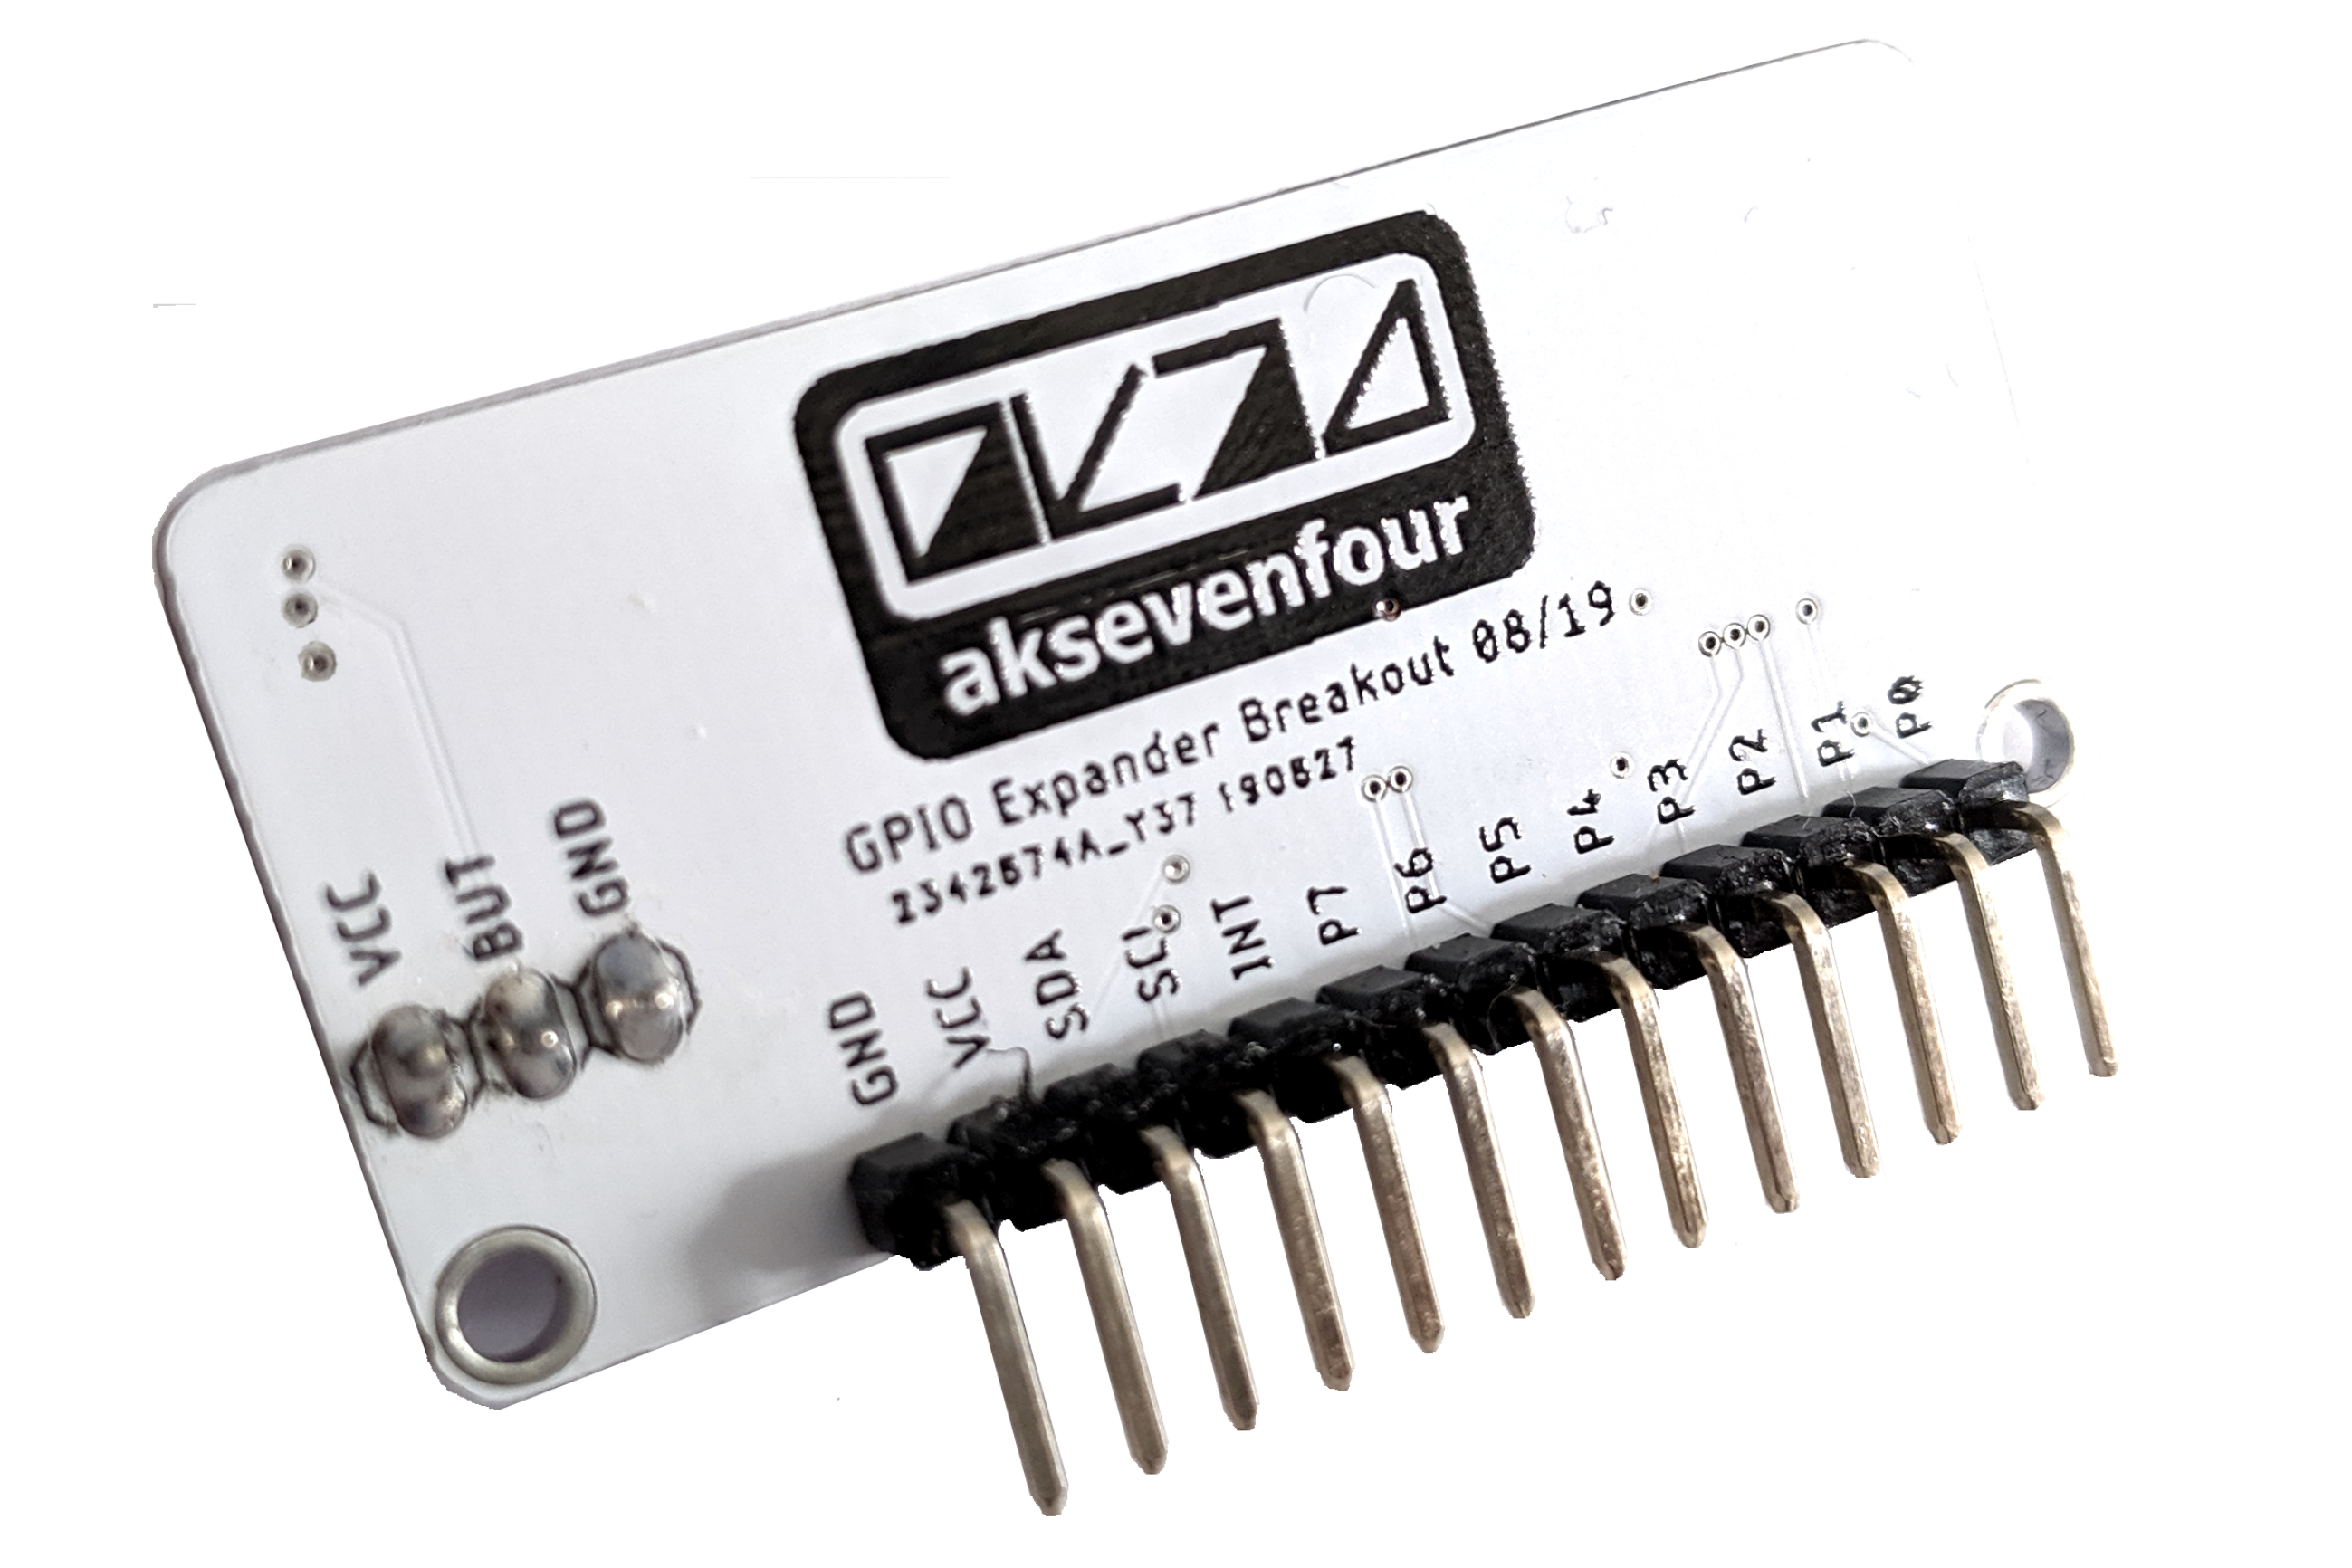 aksevenfour
GPIO Expander Breakout 08/19
2342674A_Y37 190827
VCC
BUT
GND
GND
VCC
SDA
SCL
INT
P7
P6
P5
P4
P3
P2
P1
P0